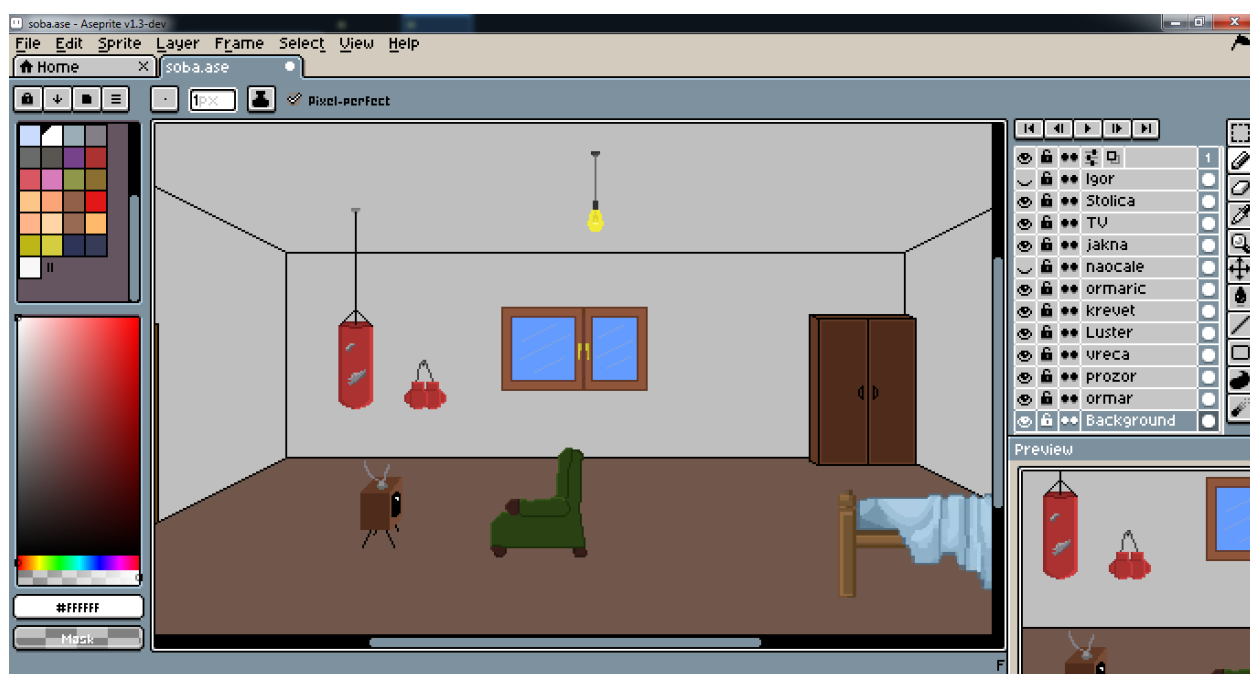 soba.ase - Aseprite v1.3-dev
File Edit Sprite Layer Frame Select View Help
Home
soba.ase
1px
Pixel-perfect
1
Igor
Stolica
TV
jakna
naocale
ormaric
krevet
Luster
vreca
prozor
ormar
Background
Preview
#FFFFFF
Mask
F